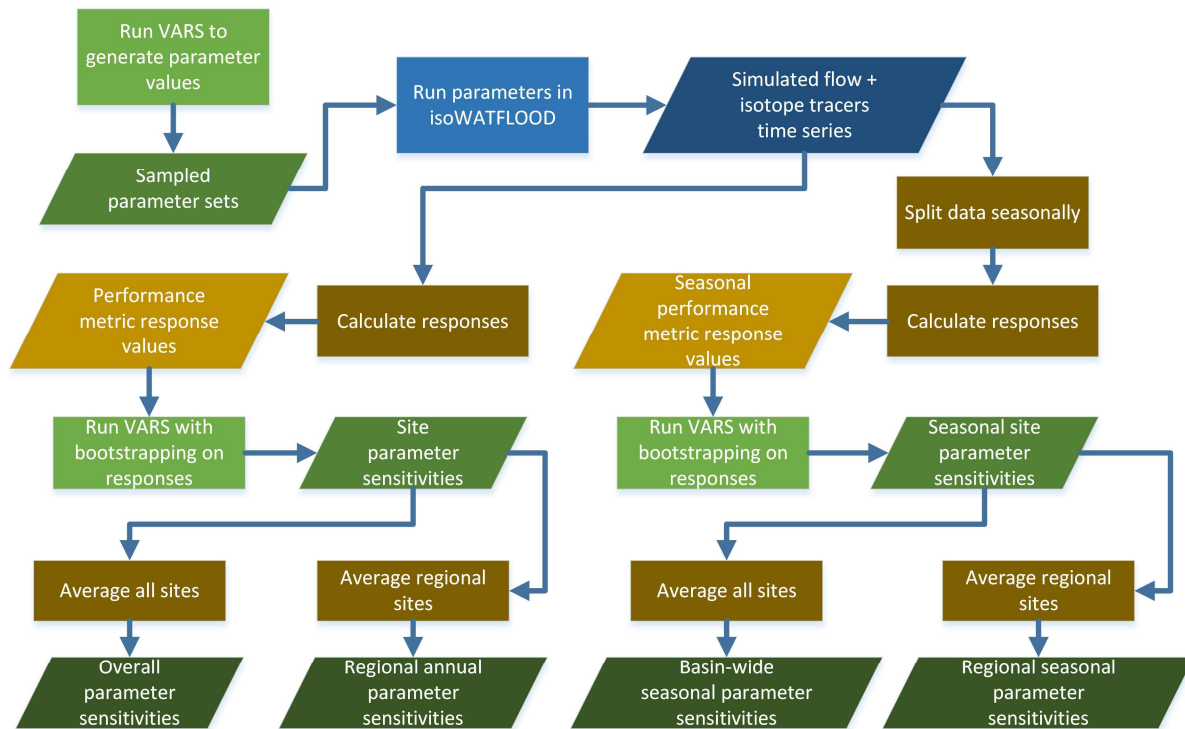 Run VARS to
generate parameter
values
Sampled
parameter sets
Run parameters in
isoWATFLOOD
Simulated flow +
isotope tracers
time series
Split data seasonally
Calculate responses
Seasonal
performance
metric response
values
Calculate responses
Performance
metric response
values
Run VARS with
bootstrapping on
responses
Site
parameter
sensitivities
Run VARS with
bootstrapping on
responses
Seasonal site
parameter
sensitivities
Average all sites
Average regional
sites
Average all sites
Average regional
sites
Overall
parameter
sensitivities
Regional annual
parameter
sensitivities
Basin-wide
seasonal parameter
sensitivities
Regional seasonal
parameter
sensitivities